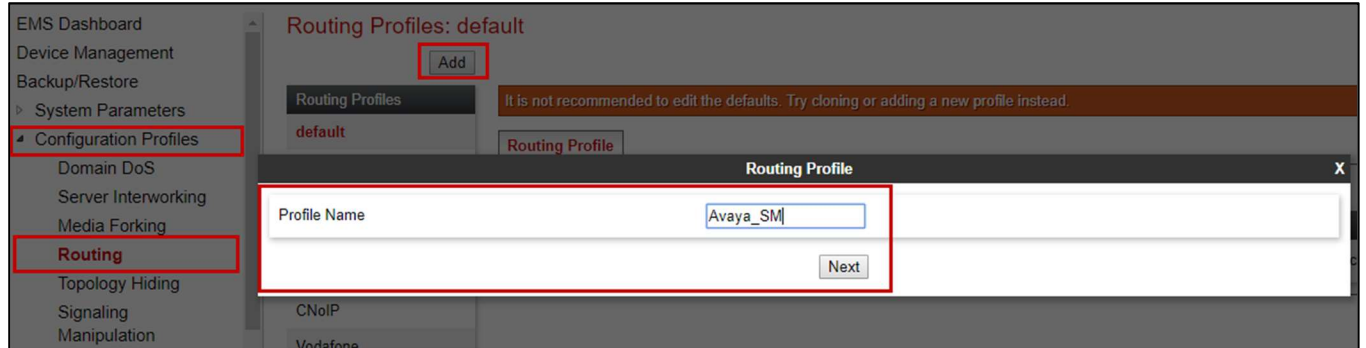 EMS Dashboard
Device Management
Backup/Restore
System Parameters
Configuration Profiles
Domain DoS
Server Interworking
Media Forking
Routing
Topology Hiding
Signaling
Manipulation
Routing Profiles: default
Add
Routing Profiles
default
It is not recommended to edit the defaults. Try cloning or adding a new profile instead.
Routing Profile
Routing Profile X
Profile Name Avaya_SM
Next
CNoIP
Vodafone